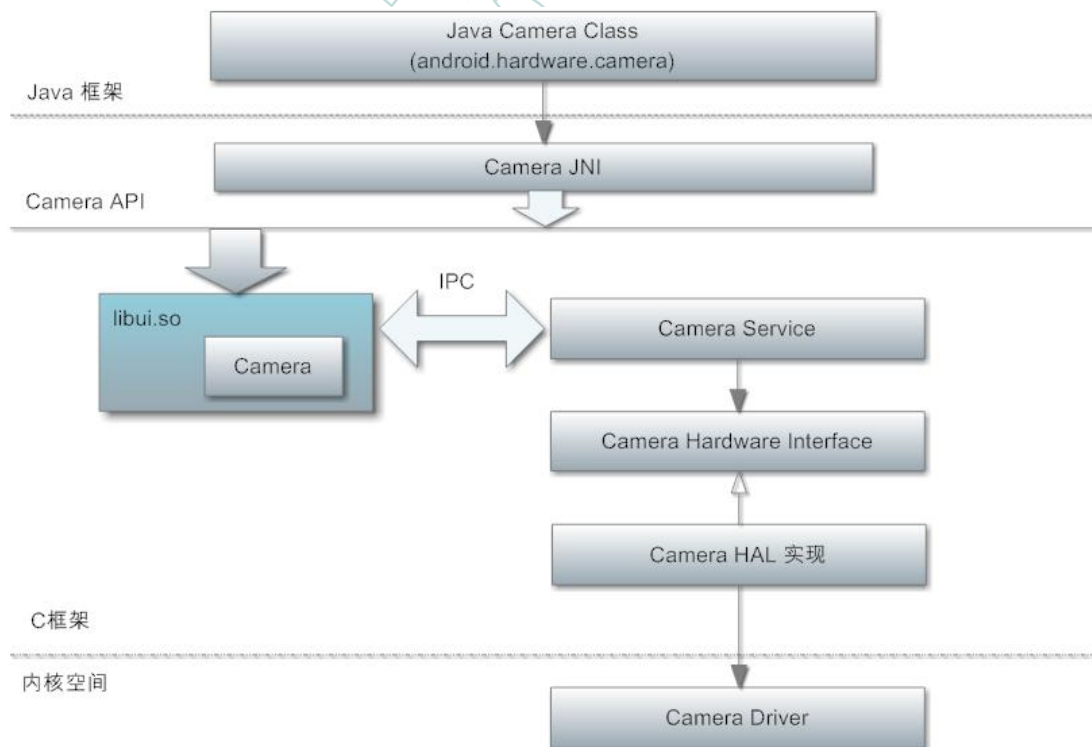 Java Camera Class
(android.hardware.camera)
Java 框架
Camera JNI
Camera API
IPC
libui.so
Camera
Camera Service
Camera Hardware Interface
Camera HAL 实现
C框架
内核空间
Camera Driver